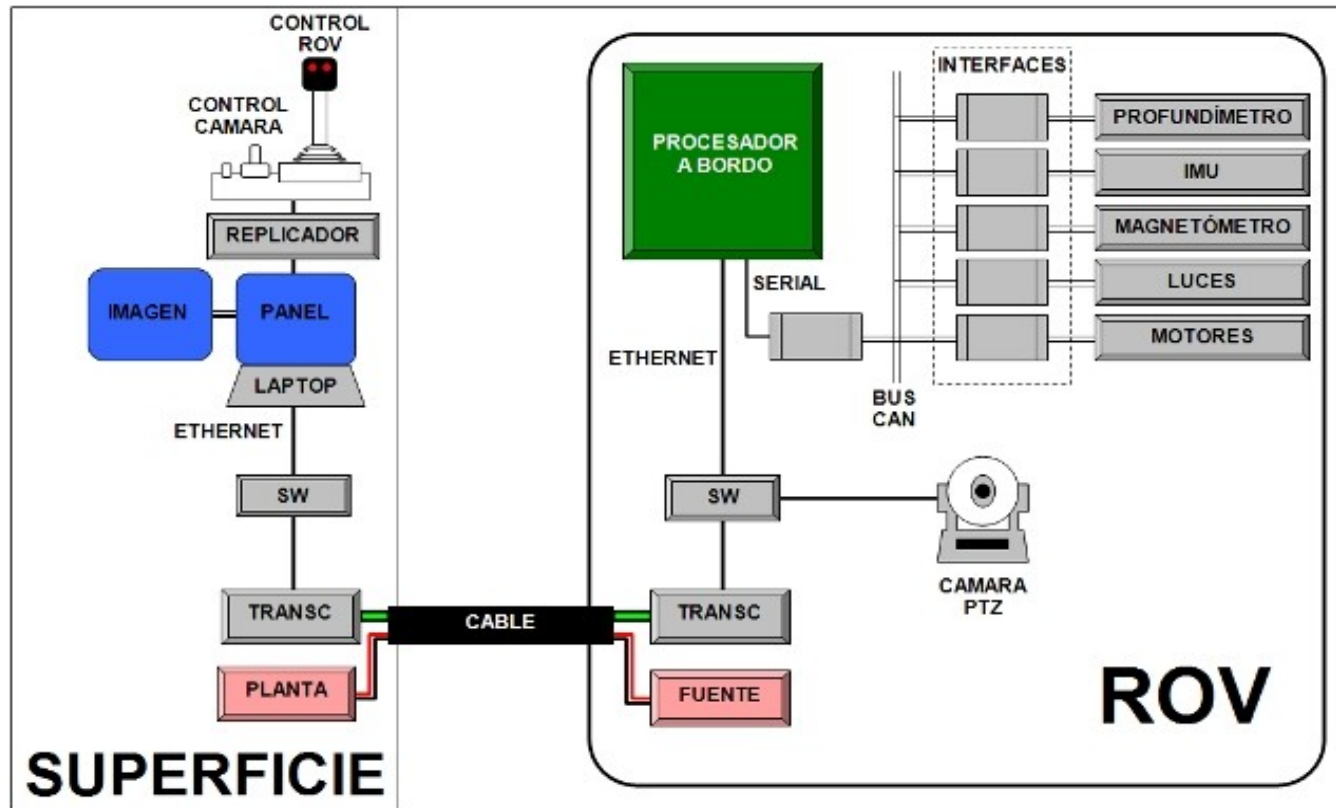 CONTROL
ROV
CONTROL
CAMARA
REPLICADOR
IMAGEN
PANEL
LAPTOP
ETHERNET
SW
TRANSC
PLANTA
SUPERFICIE
CABLE
PROCESADOR
A BORDO
SERIAL
ETHERNET
BUS
CAN
INTERFACES
PROFUNDÍMETRO
IMU
MAGNETÓMETRO
LUCES
MOTORES
SW
CAMARA
PTZ
TRANSC
FUENTE
ROV